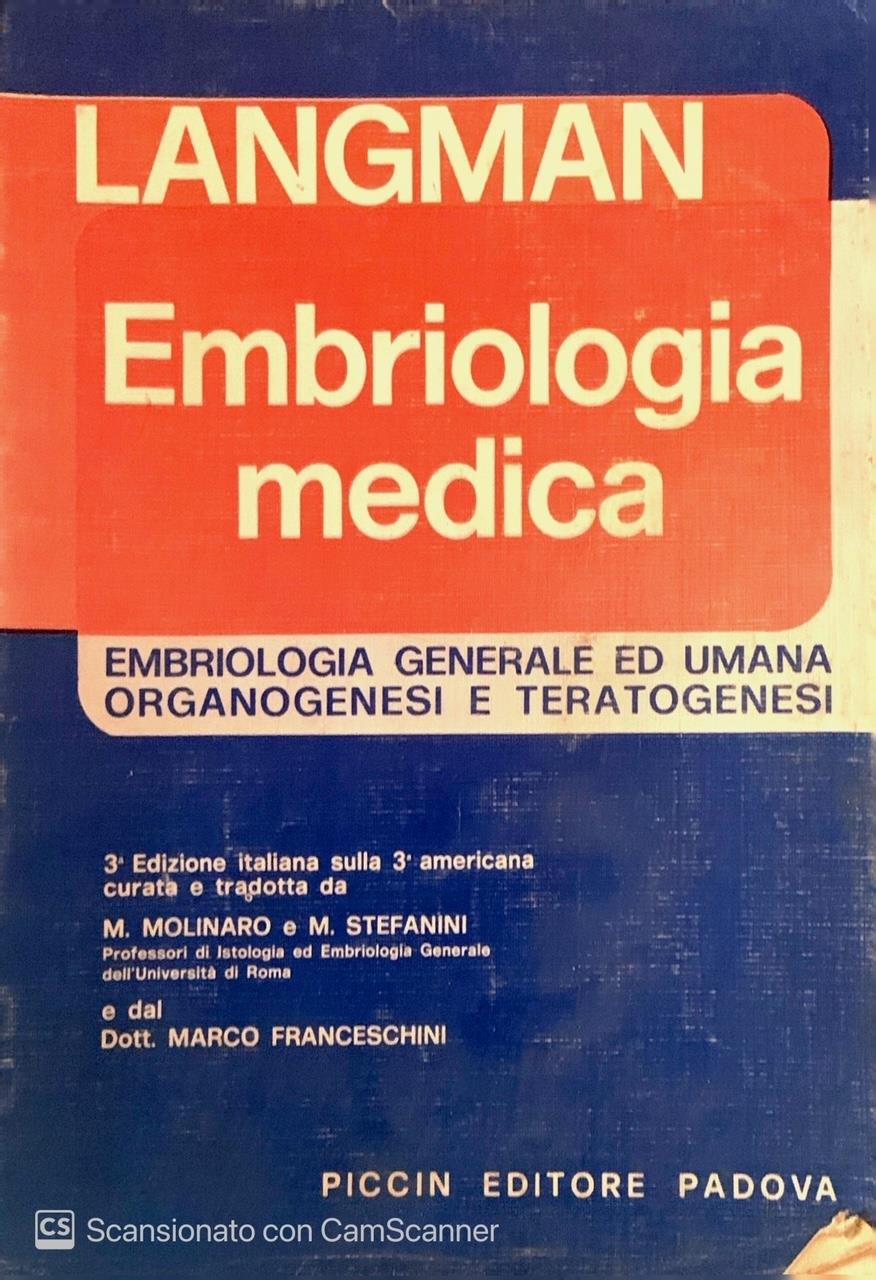 LANGMAN
Embriologia
medica
EMBRIOLOGIA GENERALE ED UMANA
ORGANOGENESI E TERATOGENESI
3ª Edizione italiana sulla 3ª americana
curata e tradotta da
M. MOLINARO e M. STEFANINI
Professori di Istologia ed Embriologia Generale
dell'Università di Roma
e dal
Dott. MARCO FRANCESCHINI
PICCIN EDITORE PADOVA
CS Scansionato con CamScanner